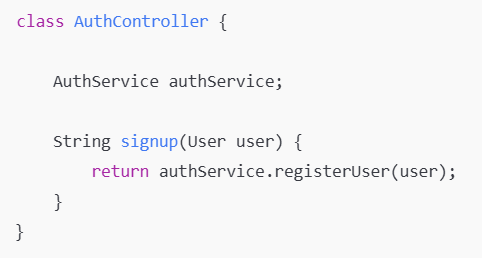 class AuthController {
    AuthService authService;
    String signup(User user) {
        return authService.registerUser(user);
    }
}